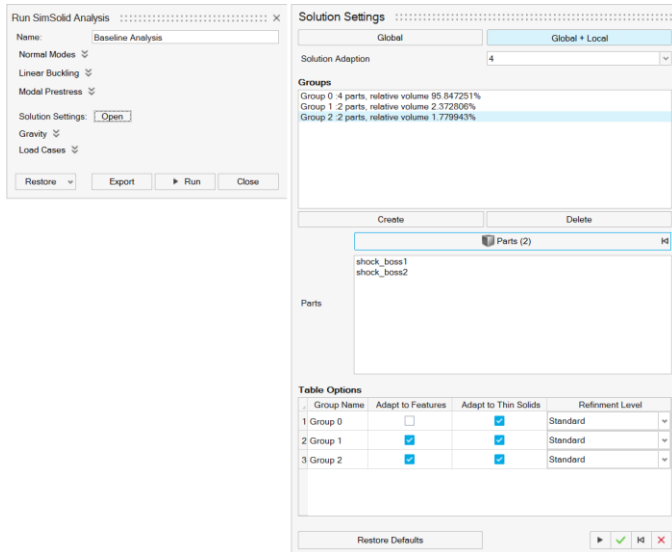 Run SimSolid Analysis
Name: Baseline Analysis
Normal Modes
Linear Buckling
Modal Prestress
Solution Settings: Open
Gravity
Load Cases
Restore Export Run Close
Solution Settings
Global Global + Local
Solution Adaption 4
Groups
Group 0 :4 parts, relative volume 95.847251%
Group 1 :2 parts, relative volume 2.372806%
Group 2 :2 parts, relative volume 1.779943%
Create Delete
Parts (2)
shock_boss1
shock_boss2
Parts
Table Options
Group Name Adapt to Features Adapt to Thin Solids Refinment Level
1 Group 0 Standard
2 Group 1 Standard
3 Group 2 Standard
Restore Defaults